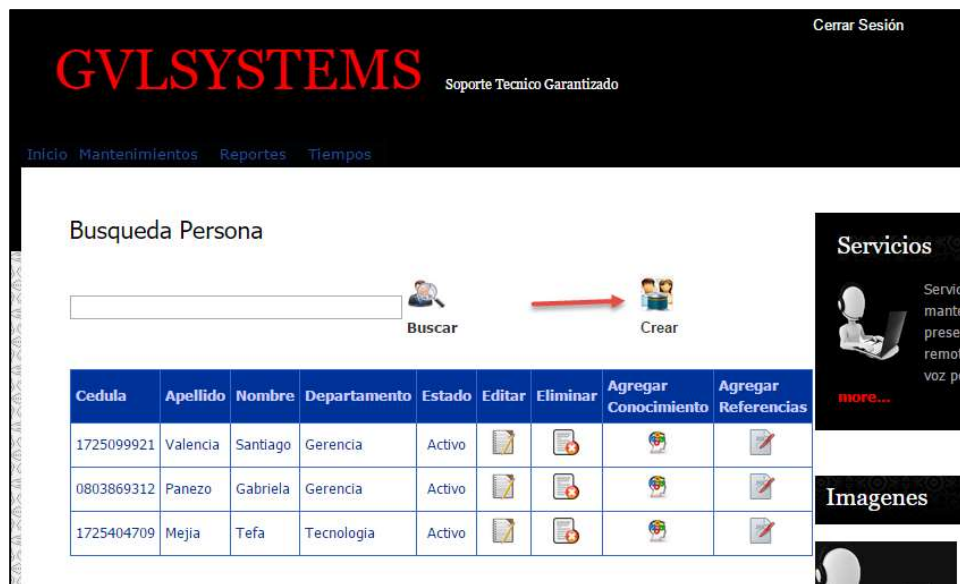 Cerrar Sesión
GVLSYSTEMS
Soporte Tecnico Garantizado
Inicio Mantenimientos Reportes Tiempos
Busqueda Persona
Buscar
Crear
Cedula Apellido Nombre Departamento Estado Editar Eliminar Agregar Conocimiento Agregar Referencias
1725099921 Valencia Santiago Gerencia Activo
0803869312 Panezo Gabriela Gerencia Activo
1725404709 Mejia Tefa Tecnologia Activo
Servicios
more...
Imagenes